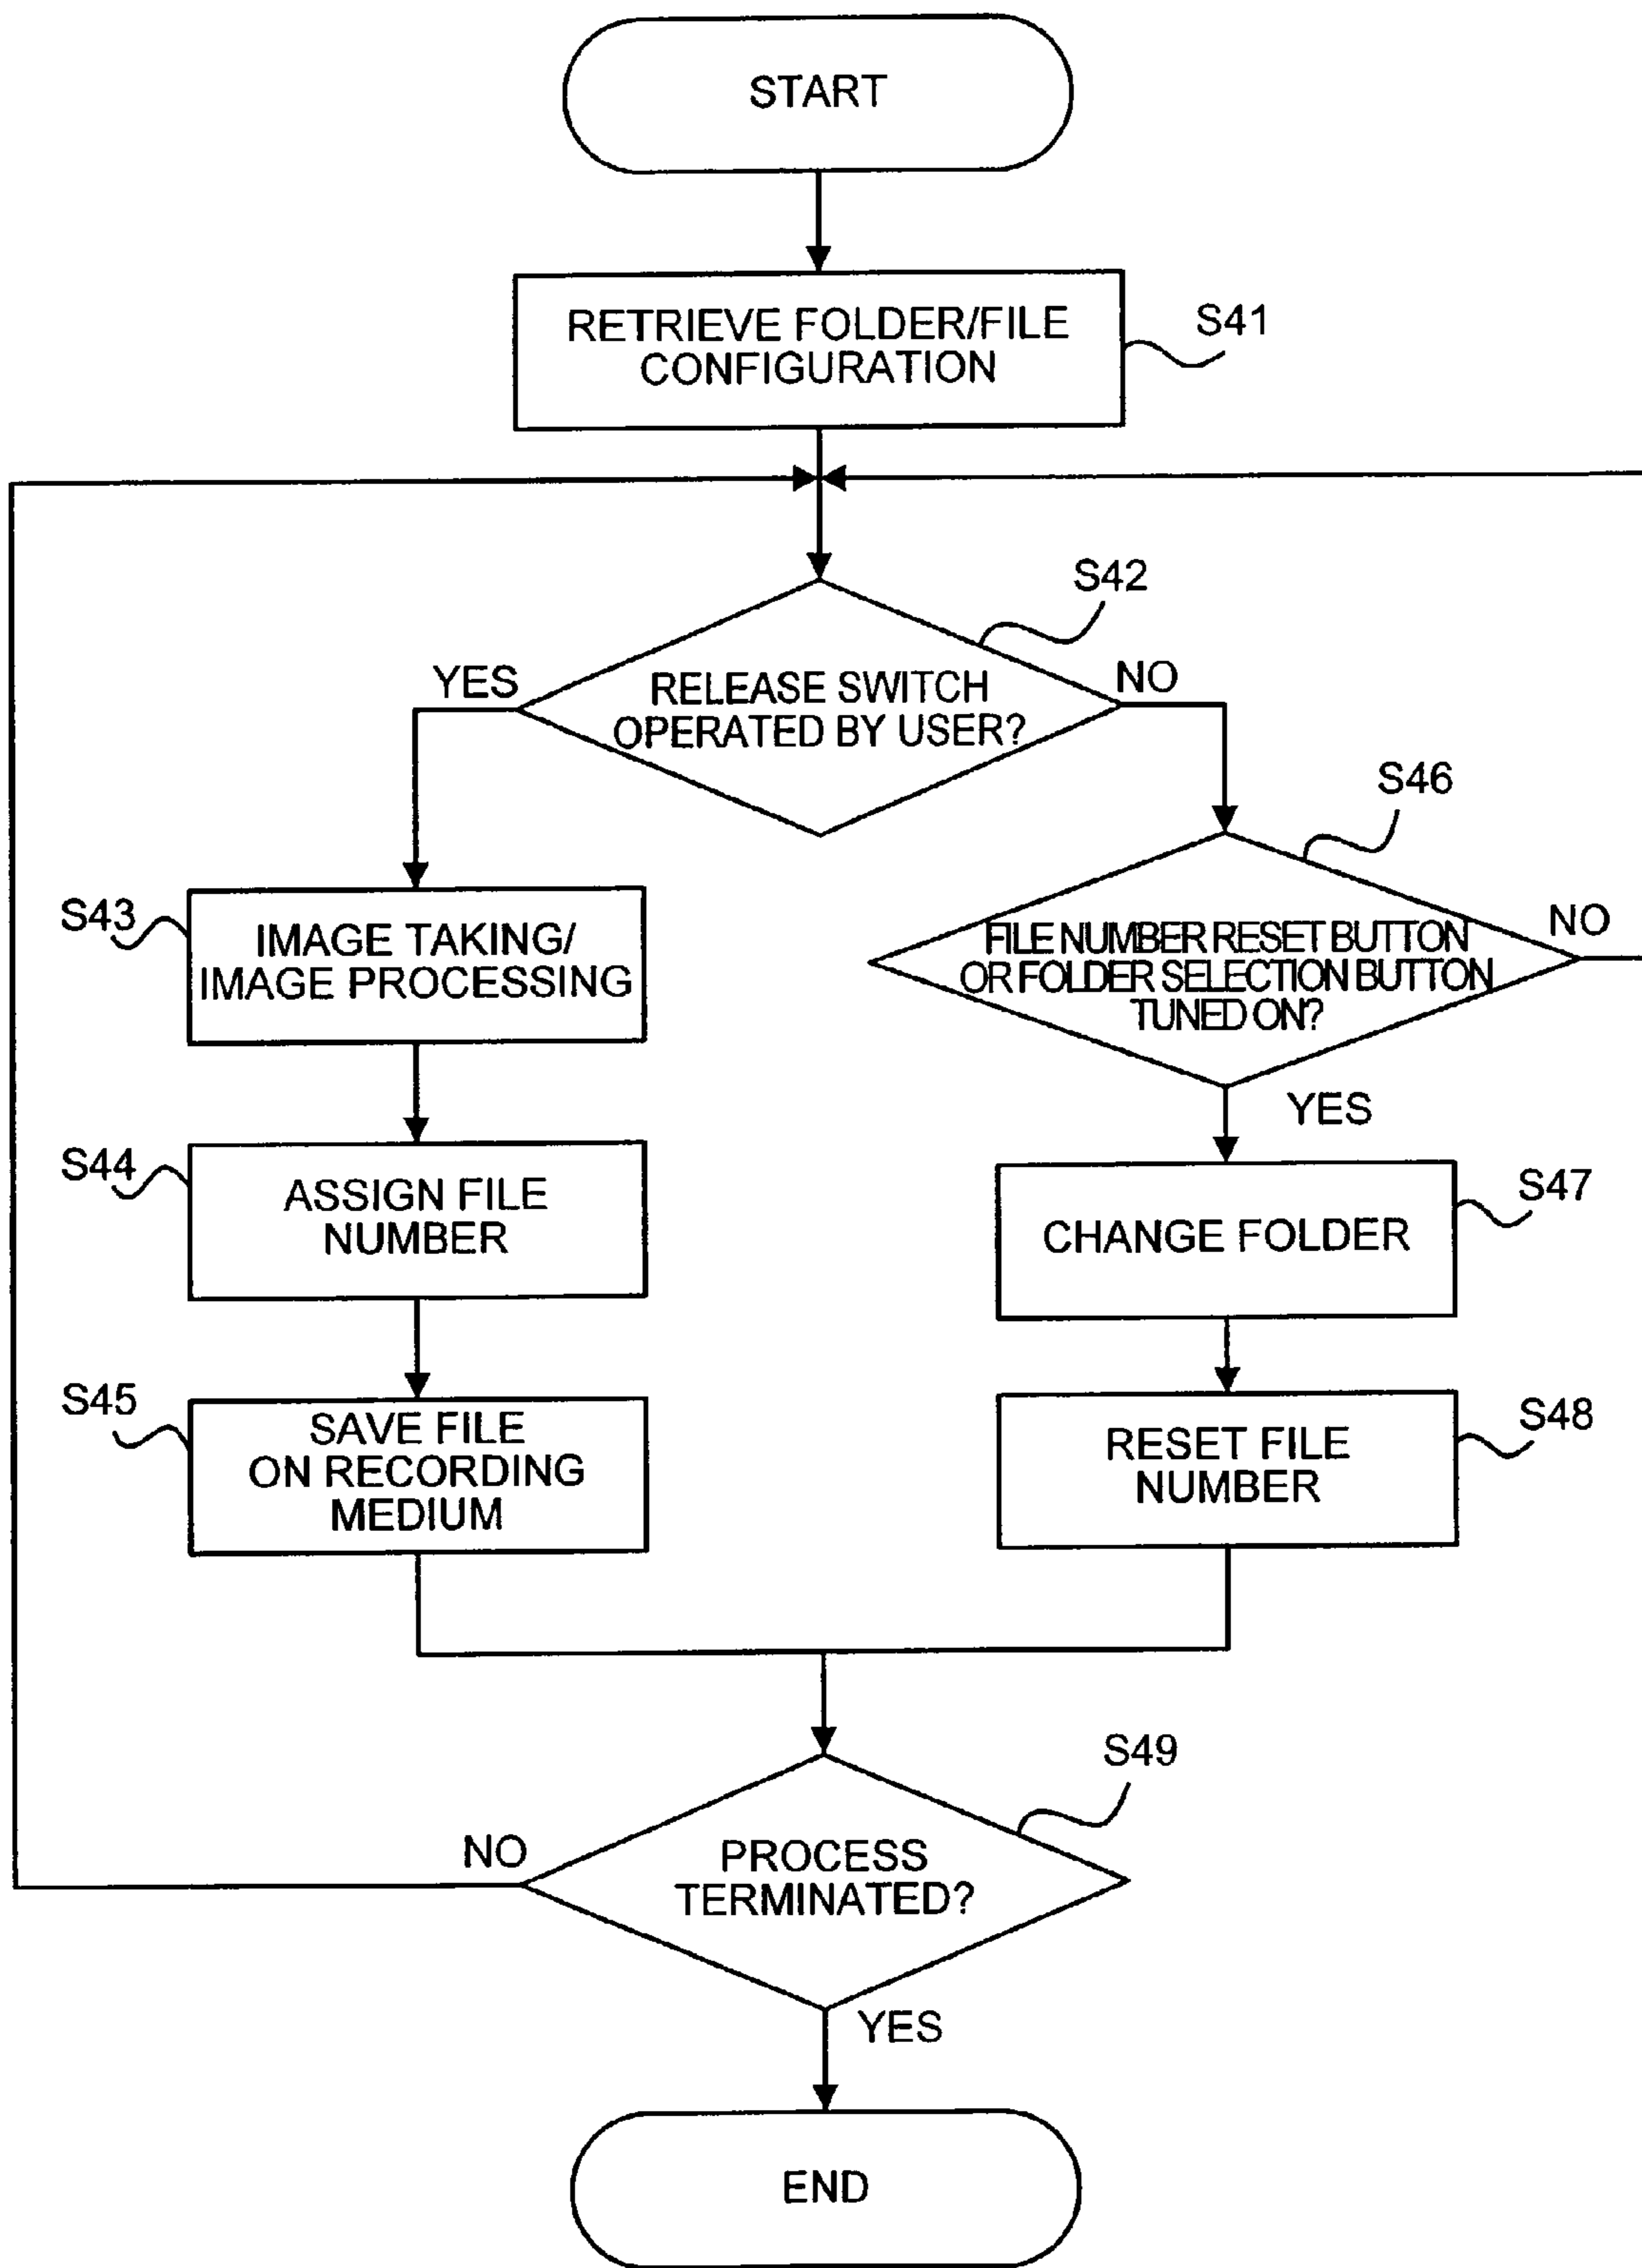 START
RETRIEVE FOLDER/FILE
CONFIGURATION
S41
S42
YES
RELEASE SWITCH
OPERATED BY USER?
NO
S46
S43
IMAGE TAKING/
IMAGE PROCESSING
FILE NUMBER RESET BUTTON
OR FOLDER SELECTION BUTTON
TUNED ON?
NO
YES
S44
ASSIGN FILE
NUMBER
S47
CHANGE FOLDER
S45
SAVE FILE
ON RECORDING
MEDIUM
S48
RESET FILE
NUMBER
S49
NO
PROCESS
TERMINATED?
YES
END